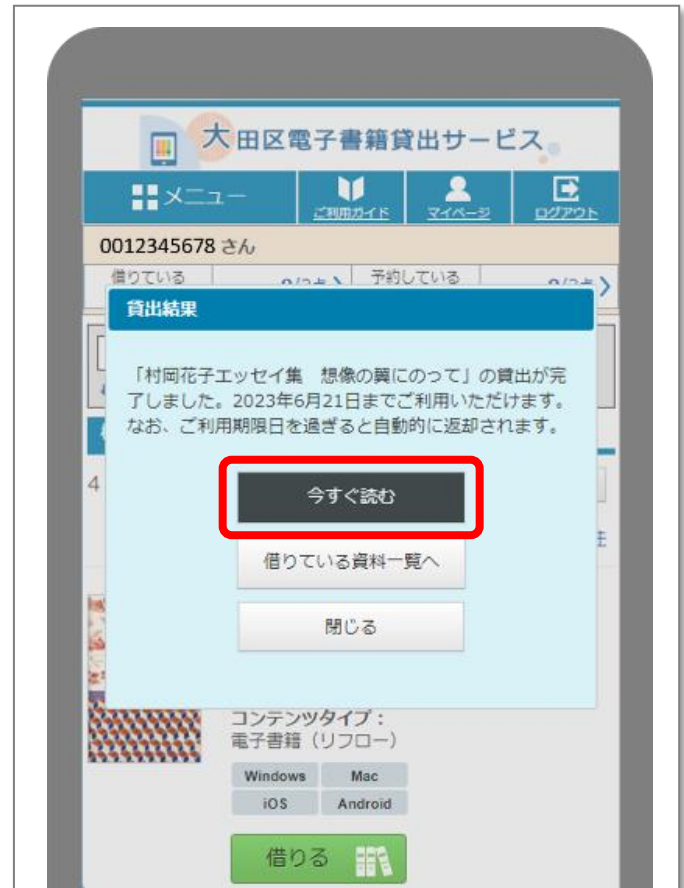 大田区電子書籍貸出サービス
メニュー
ご利用ガイド
マイページ
ログアウト
0012345678 さん
借りている
予約している
貸出結果
「村岡花子エッセイ集 想像の翼にのって」の貸出が完
了しました。2023年6月21日までご利用いただけます。
なお、ご利用期限日を過ぎると自動的に返却されます。
4
今すぐ読む
借りている資料一覧へ
閉じる
コンテンツタイプ：
電子書籍（リフロー）
Windows Mac
iOS Android
借りる